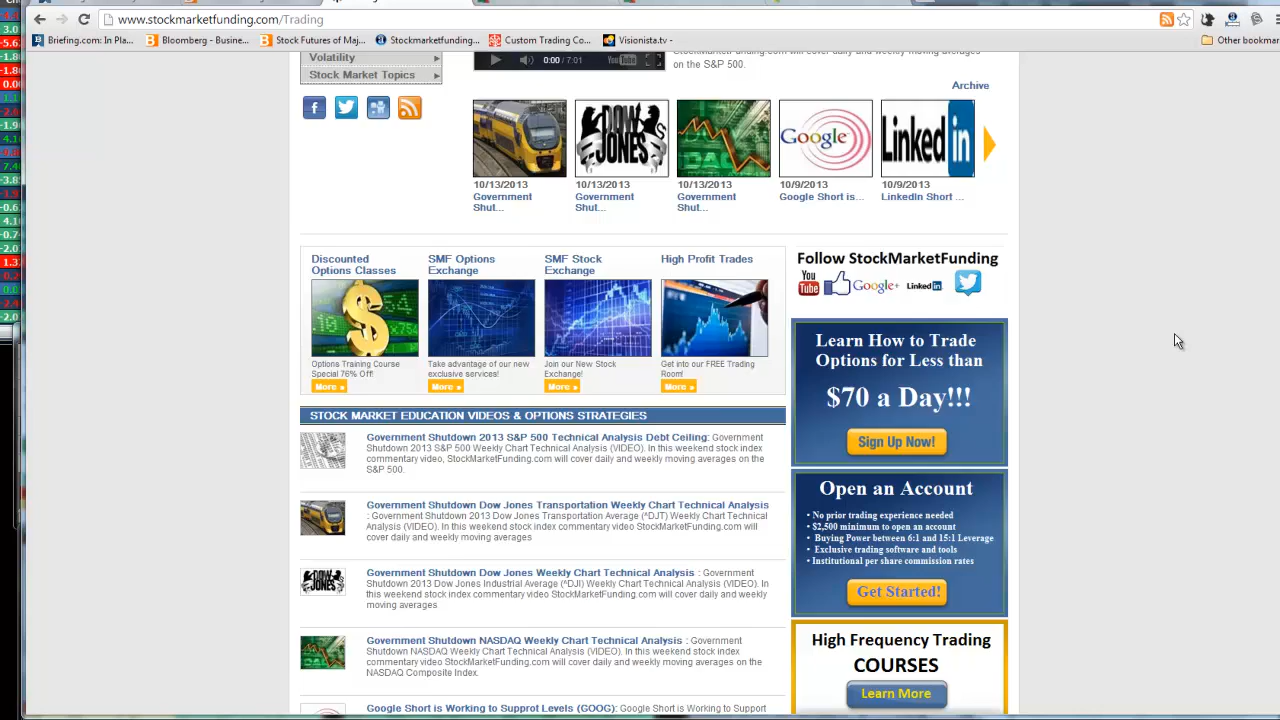 www.stockmarketfunding.com/Trading
Briefing.com: In Pla...
Bloomberg - Busine...
Stock Futures of Maj...
Stockmarketfunding...
Custom Trading Co...
Visionista.tv -
Other bookmar
Volatility
Stock Market Topics
0:00 / 7:01
YouTube
on the S&P 500.
Archive
DOW JONES
Google
Linked in
10/13/2013
Government
Shut...
10/13/2013
Government
Shut...
10/13/2013
Government
Shut...
10/9/2013
Google Short is...
10/9/2013
LinkedIn Short ...
Discounted
Options Classes
Options Training Course
Special 76% Off!
More »
SMF Options
Exchange
Take advantage of our new
exclusive services!
More »
SMF Stock
Exchange
Join our New Stock
Exchange!
More »
High Profit Trades
Get into our FREE Trading
Room!
More »
Follow StockMarketFunding
You Tube
Google+
Linked in
Learn How to Trade
Options for Less than
$70 a Day!!!
Sign Up Now!
STOCK MARKET EDUCATION VIDEOS & OPTIONS STRATEGIES
Government Shutdown 2013 S&P 500 Technical Analysis Debt Ceiling: Government
Shutdown 2013 S&P 500 Weekly Chart Technical Analysis (VIDEO). In this weekend stock index
commentary video, StockMarketFunding.com will cover daily and weekly moving averages on the
S&P 500.
Government Shutdown Dow Jones Transportation Weekly Chart Technical Analysis
: Government Shutdown 2013 Dow Jones Transportation Average (^DJT) Weekly Chart Technical
Analysis (VIDEO). In this weekend stock index commentary video StockMarketFunding.com will
cover daily and weekly moving averages
DOW JONES
Government Shutdown Dow Jones Weekly Chart Technical Analysis : Government
Shutdown 2013 Dow Jones Industrial Average (^DJI) Weekly Chart Technical Analysis (VIDEO). In
this weekend stock index commentary video StockMarketFunding.com will cover daily and weekly
moving averages
Government Shutdown NASDAQ Weekly Chart Technical Analysis : Government
Shutdown NASDAQ Weekly Chart Technical Analysis (VIDEO). In this weekend stock index
commentary video StockMarketFunding.com will cover daily and weekly moving averages on the
NASDAQ Composite Index.
Google Short is Working to Supprot Levels (GOOG): Google Short is Working to Support
Open an Account
• No prior trading experience needed
• $2,500 minimum to open an account
• Buying Power between 6:1 and 15:1 Leverage
• Exclusive trading software and tools
• Institutional per share commission rates
Get Started!
High Frequency Trading
COURSES
Learn More